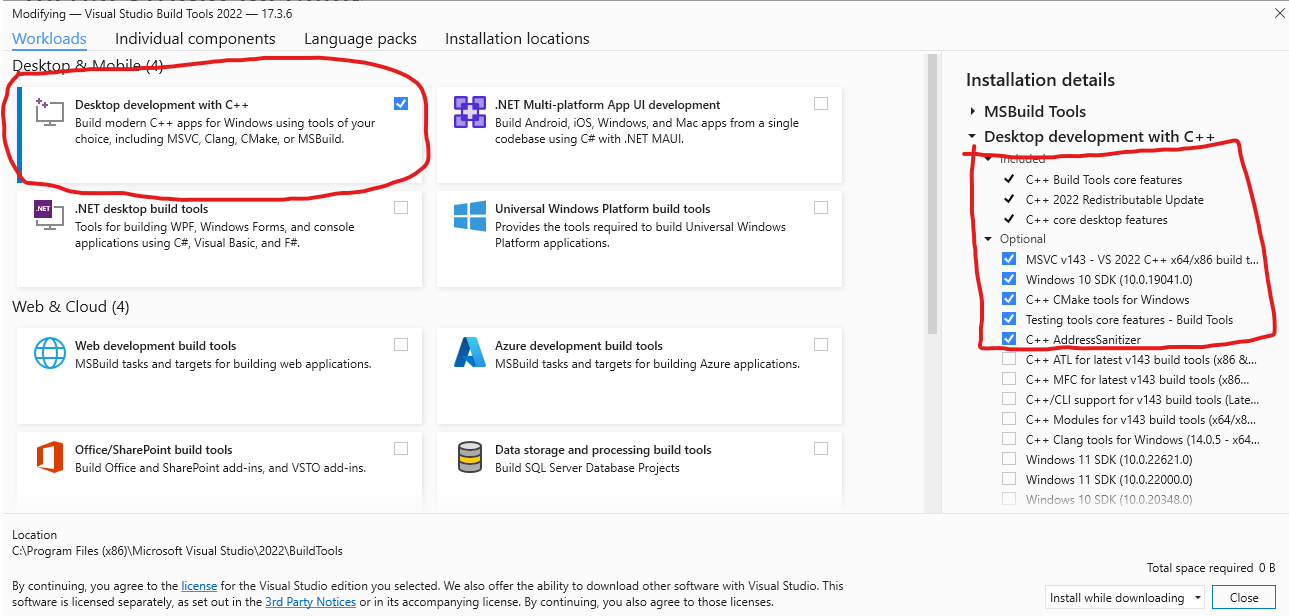 Modifying — Visual Studio Build Tools 2022 — 17.3.6
Workloads
Individual components
Language packs
Installation locations
Desktop & Mobile (4)
Desktop development with C++
Build modern C++ apps for Windows using tools of your
choice, including MSVC, Clang, CMake, or MSBuild.
.NET Multi-platform App UI development
Build Android, iOS, Windows, and Mac apps from a single
codebase using C# with .NET MAUI.
.NET
.NET desktop build tools
Tools for building WPF, Windows Forms, and console
applications using C#, Visual Basic, and F#.
Universal Windows Platform build tools
Provides the tools required to build Universal Windows
Platform applications.
Web & Cloud (4)
Web development build tools
MSBuild tasks and targets for building web applications.
Azure development build tools
MSBuild tasks and targets for building Azure applications.
Office/SharePoint build tools
Build Office and SharePoint add-ins, and VSTO add-ins.
Data storage and processing build tools
Build SQL Server Database Projects
Installation details
MSBuild Tools
Desktop development with C++
Included
C++ Build Tools core features
C++ 2022 Redistributable Update
C++ core desktop features
Optional
MSVC v143 - VS 2022 C++ x64/x86 build t...
Windows 10 SDK (10.0.19041.0)
C++ CMake tools for Windows
Testing tools core features - Build Tools
C++ AddressSanitizer
C++ ATL for latest v143 build tools (x86 &...
C++ MFC for latest v143 build tools (x86...
C++/CLI support for v143 build tools (Late...
C++ Modules for v143 build tools (x64/x8...
C++ Clang tools for Windows (14.0.5 - x64...
Windows 11 SDK (10.0.22621.0)
Windows 11 SDK (10.0.22000.0)
Windows 10 SDK (10.0.20348.0)
Location
C:\Program Files (x86)\Microsoft Visual Studio\2022\BuildTools
By continuing, you agree to the license for the Visual Studio edition you selected. We also offer the ability to download other software with Visual Studio. This
software is licensed separately, as set out in the 3rd Party Notices or in its accompanying license. By continuing, you also agree to those licenses.
Total space required 0 B
Install while downloading
Close